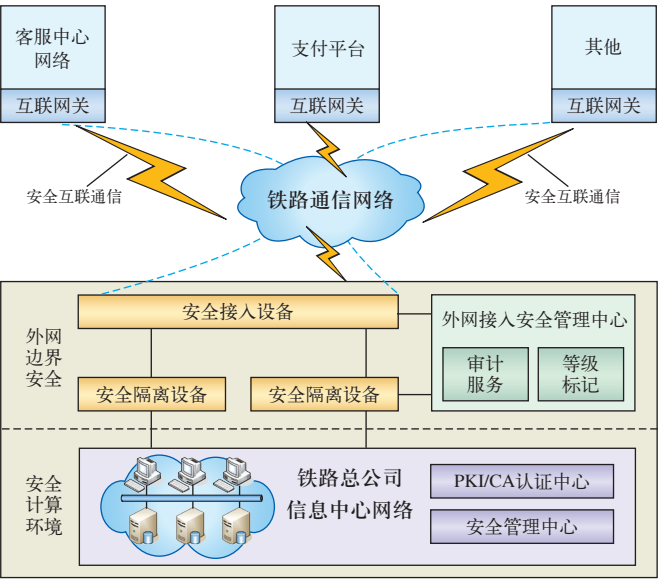 客服中心
网络
互联网关
支付平台
互联网关
其他
互联网关
安全互联通信
铁路通信网络
安全互联通信
外网
边界
安全
安全接入设备
安全隔离设备
安全隔离设备
外网接入安全管理中心
审计
服务
等级
标记
安全
计算
环境
铁路总公司
信息中心网络
PKI/CA认证中心
安全管理中心